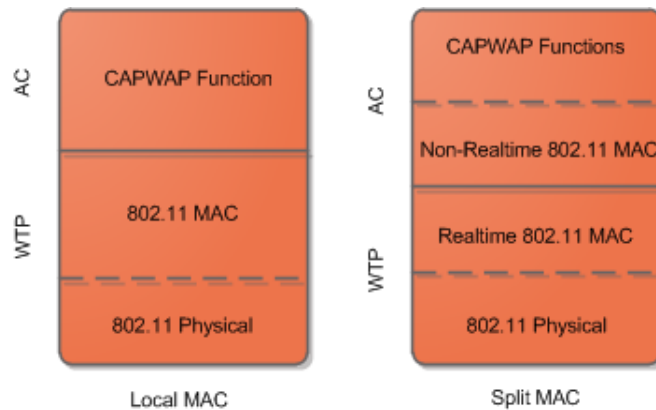 AC
CAPWAP Function
WTP
802.11 MAC
802.11 Physical
Local MAC
AC
CAPWAP Functions
Non-Realtime 802.11 MAC
WTP
Realtime 802.11 MAC
802.11 Physical
Split MAC